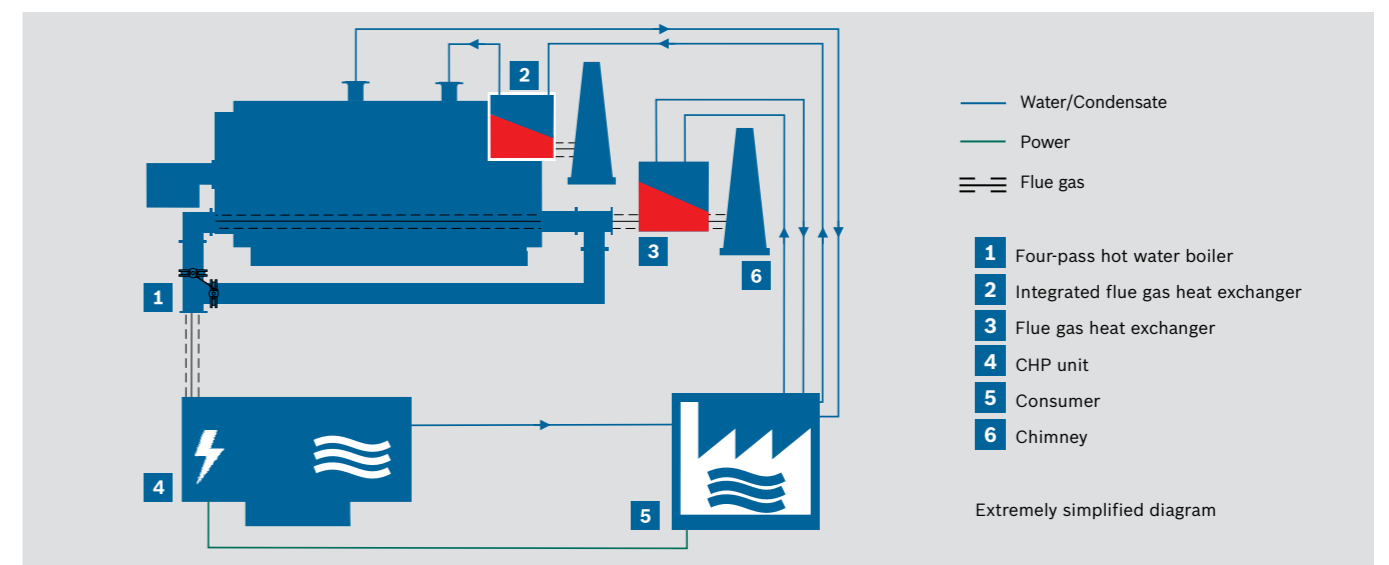 2
3
6
1
4
5
Water/Condensate
Power
Flue gas
1 Four-pass hot water boiler
2 Integrated flue gas heat exchanger
3 Flue gas heat exchanger
4 CHP unit
5 Consumer
6 Chimney
Extremely simplified diagram